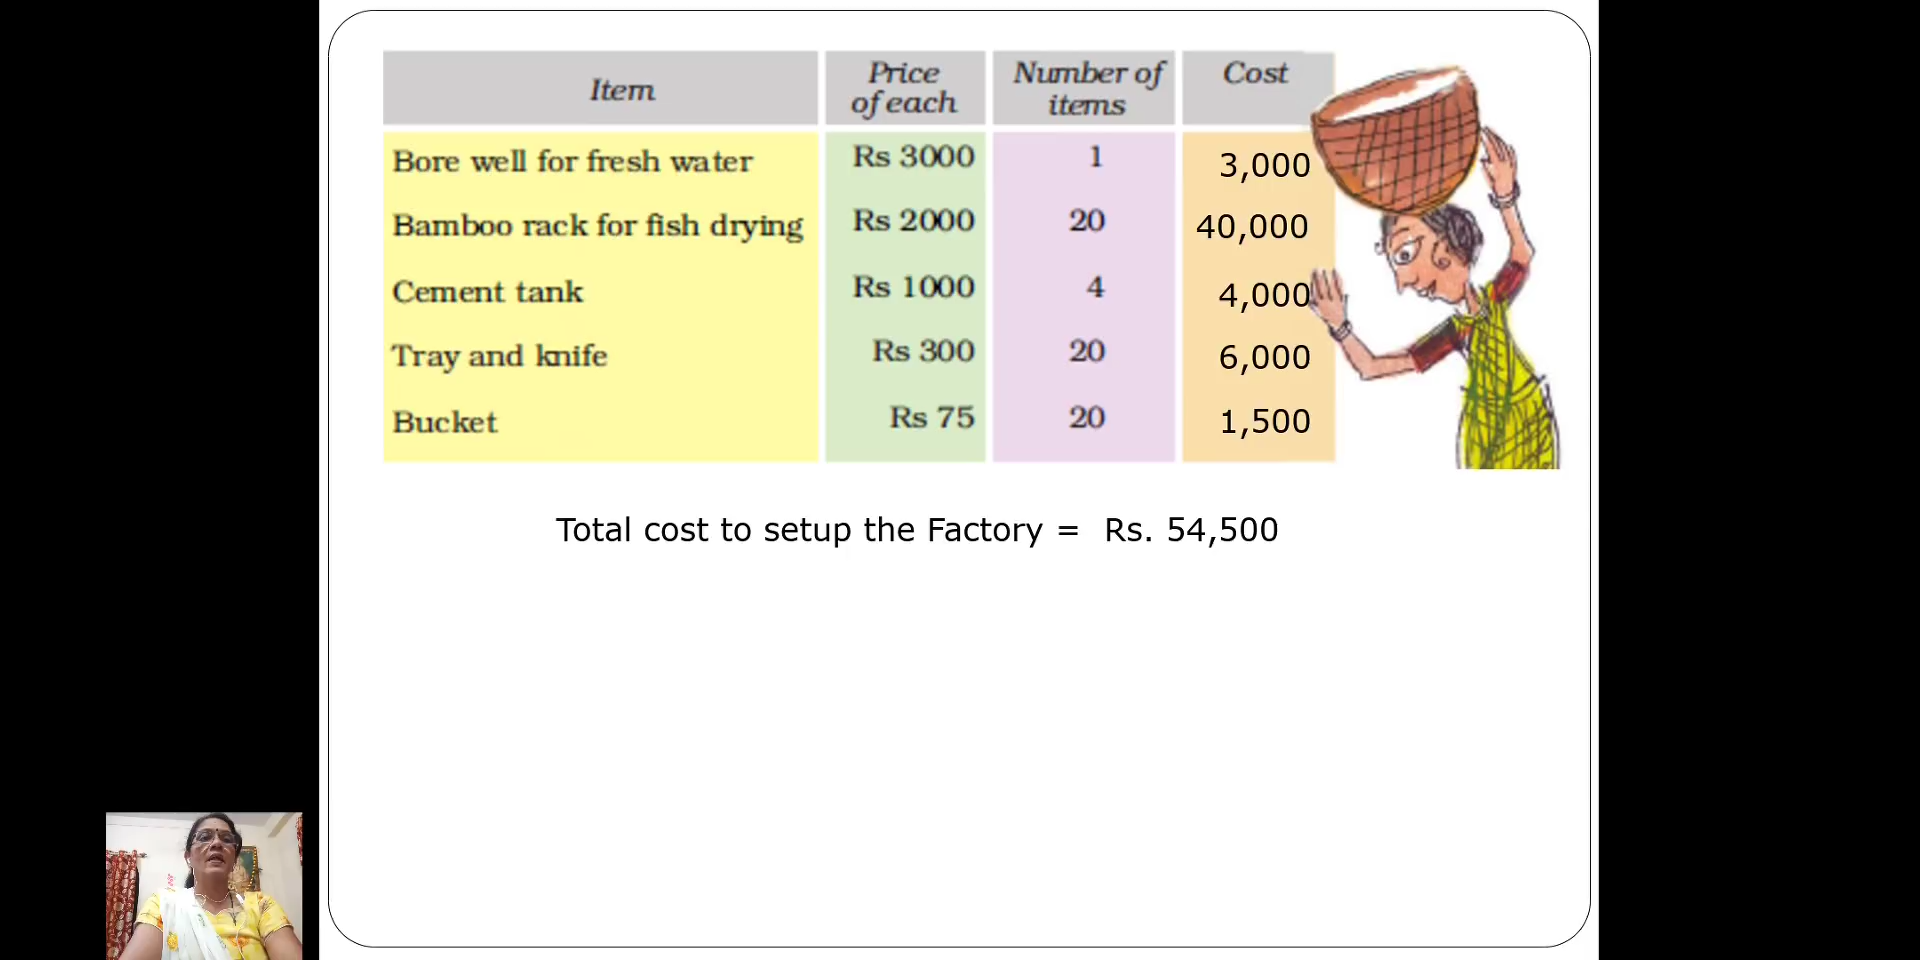 Item Price of each Number of items Cost
Bore well for fresh water Rs 3000 1 3,000
Bamboo rack for fish drying Rs 2000 20 40,000
Cement tank Rs 1000 4 4,000
Tray and knife Rs 300 20 6,000
Bucket Rs 75 20 1,500
Total cost to setup the Factory = Rs. 54,500